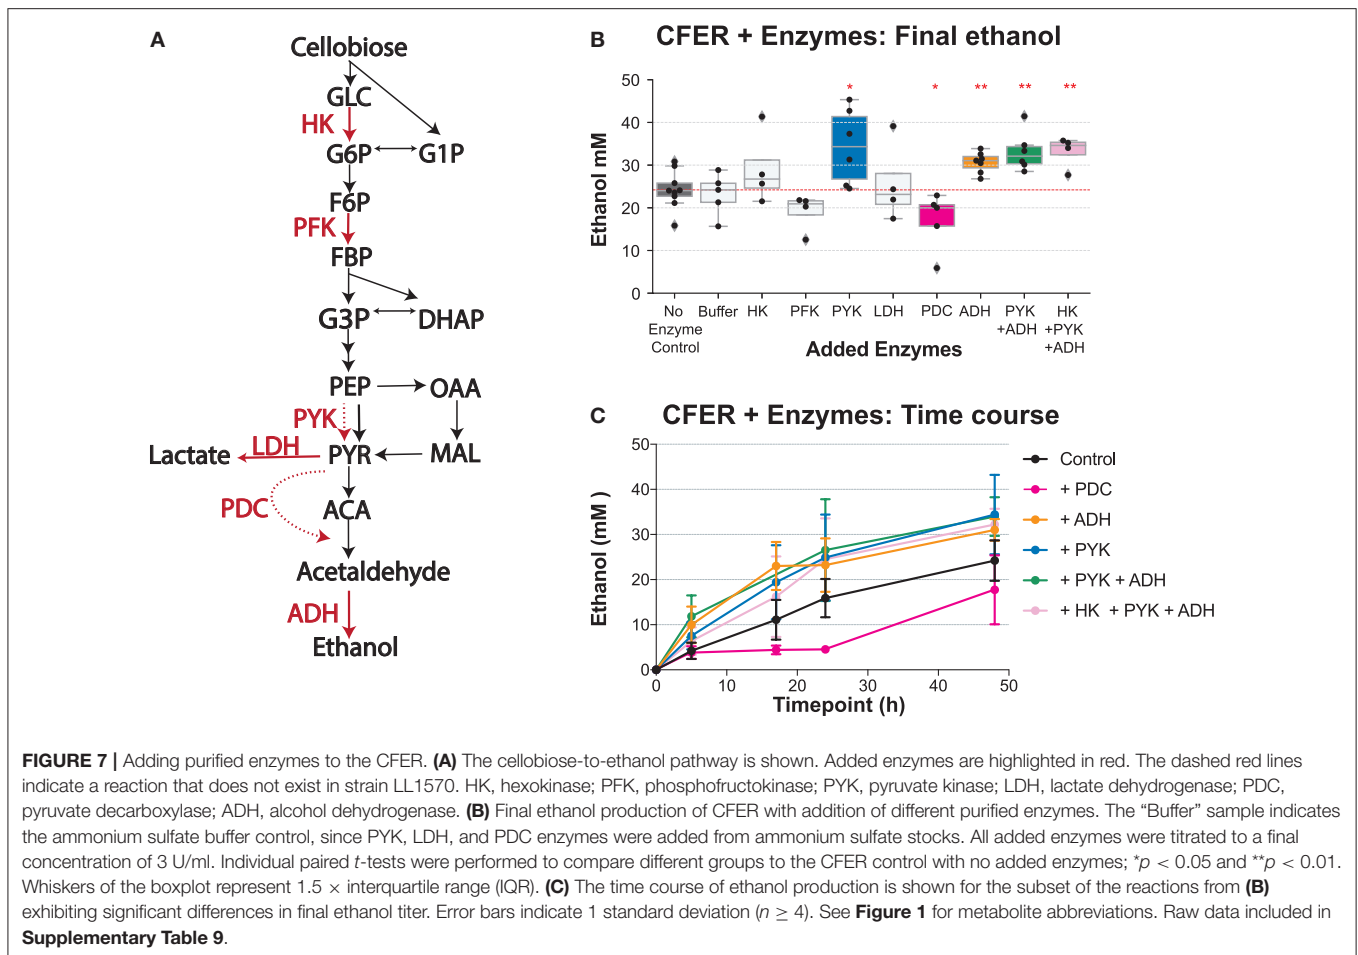 A
Cellobiose
GLC
HK
G6P
G1P
F6P
PFK
FBP
G3P
DHAP
PEP
OAA
PYK
Lactate
LDH
PYR
MAL
PDC
ACA
Acetaldehyde
ADH
Ethanol
B CFER + Enzymes: Final ethanol
Ethanol mM
50
40
30
20
10
0
* * ** ** **
No Enzyme Control
Buffer
HK
PFK
PYK
LDH
PDC
ADH
PYK +ADH
HK +PYK +ADH
Added Enzymes
C CFER + Enzymes: Time course
Ethanol (mM )
50
40
30
20
10
0
0 10 20 30 40 50
Timepoint (h)
Control
+ PDC
+ ADH
+ PYK
+ PYK + ADH
+ HK + PYK + ADH
FIGURE 7 | Adding purified enzymes to the CFER. (A) The cellobiose-to-ethanol pathway is shown. Added enzymes are highlighted in red. The dashed red lines
indicate a reaction that does not exist in strain LL1570. HK, hexokinase; PFK, phosphofructokinase; PYK, pyruvate kinase; LDH, lactate dehydrogenase; PDC,
pyruvate decarboxylase; ADH, alcohol dehydrogenase. (B) Final ethanol production of CFER with addition of different purified enzymes. The “Buffer” sample indicates
the ammonium sulfate buffer control, since PYK, LDH, and PDC enzymes were added from ammonium sulfate stocks. All added enzymes were titrated to a final
concentration of 3 U/ml. Individual paired t-tests were performed to compare different groups to the CFER control with no added enzymes; *p < 0.05 and **p < 0.01.
Whiskers of the boxplot represent 1.5 × interquartile range (IQR). (C) The time course of ethanol production is shown for the subset of the reactions from (B)
exhibiting significant differences in final ethanol titer. Error bars indicate 1 standard deviation (n ≥ 4). See Figure 1 for metabolite abbreviations. Raw data included in
Supplementary Table 9.